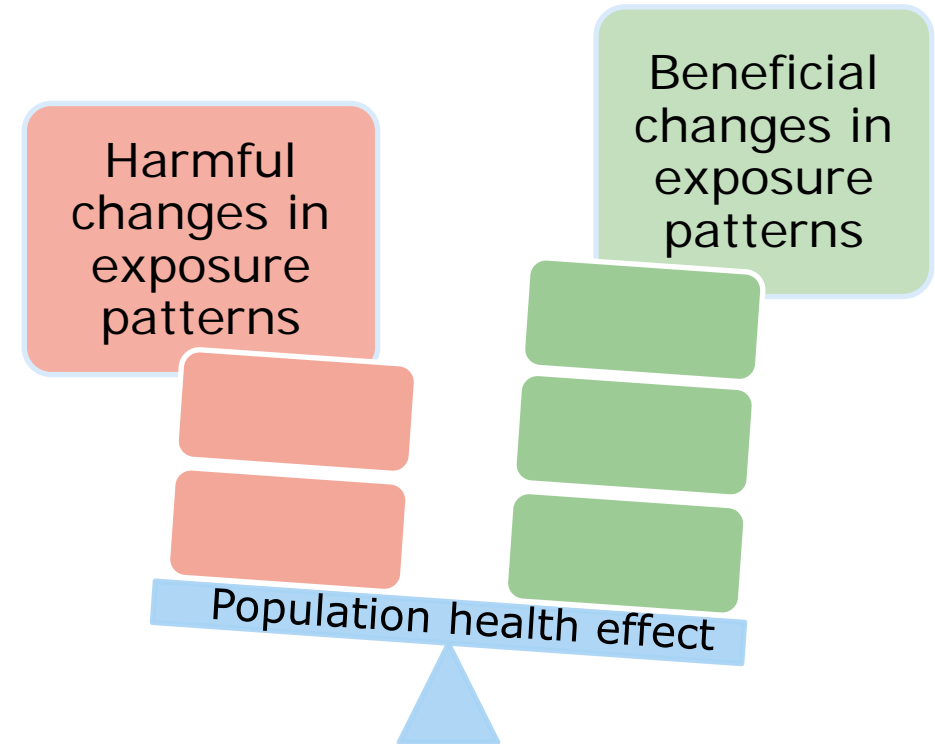 Harmful
changes in
exposure
patterns
Beneficial
changes in
exposure
patterns
Population health effect